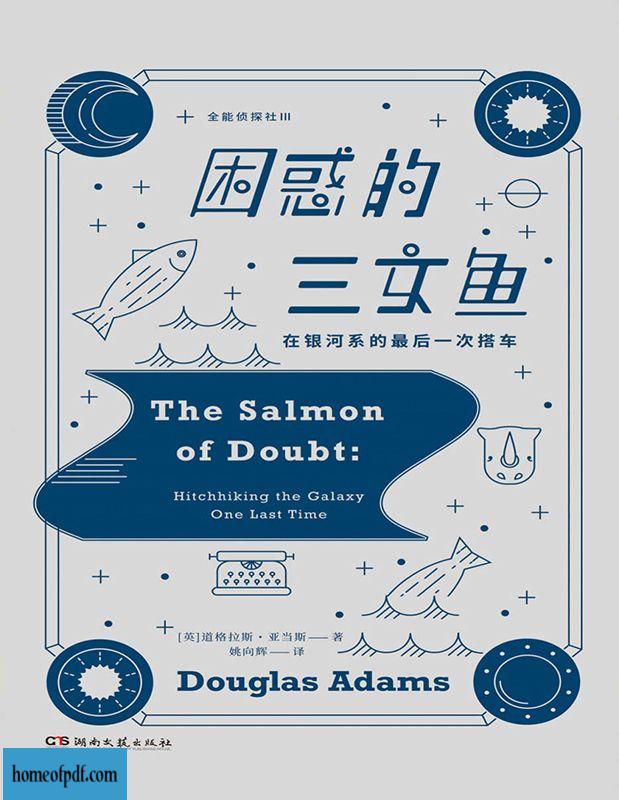 全能侦探社III
困惑的
三文鱼
在银河系的最后一次搭车
The Salmon
of Doubt:
Hitchhiking the Galaxy
One Last Time
[英]道格拉斯·亚当斯——著
姚向辉——译
Douglas Adams
湖南文艺出版社
homeofpdf.com